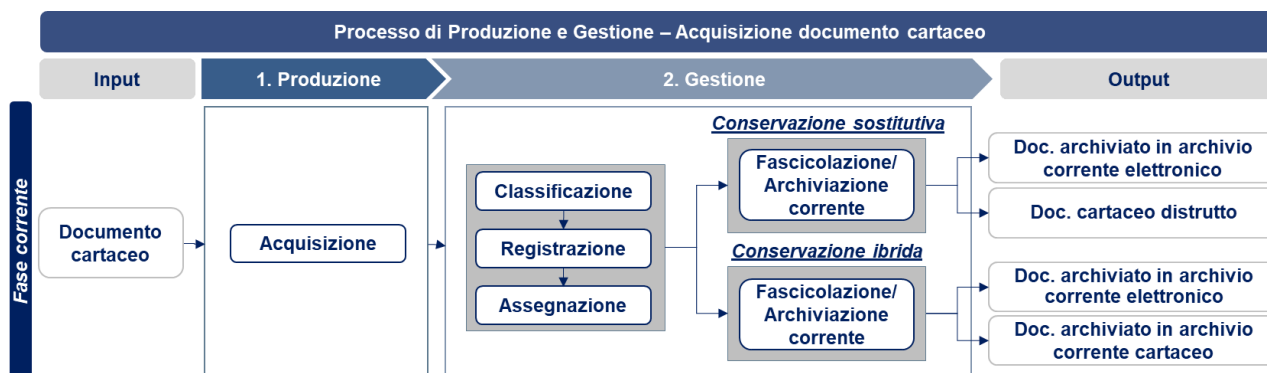 Processo di Produzione e Gestione – Acquisizione documento cartaceo
Input
1. Produzione
2. Gestione
Output
Fase corrente
Documento
cartaceo
Acquisizione
Classificazione
Registrazione
Assegnazione
Conservazione sostitutiva
Fascicolazione/
Archiviazione
corrente
Conservazione ibrida
Fascicolazione/
Archiviazione
corrente
Doc. archiviato in archivio
corrente elettronico
Doc. cartaceo distrutto
Doc. archiviato in archivio
corrente elettronico
Doc. archiviato in archivio
corrente cartaceo